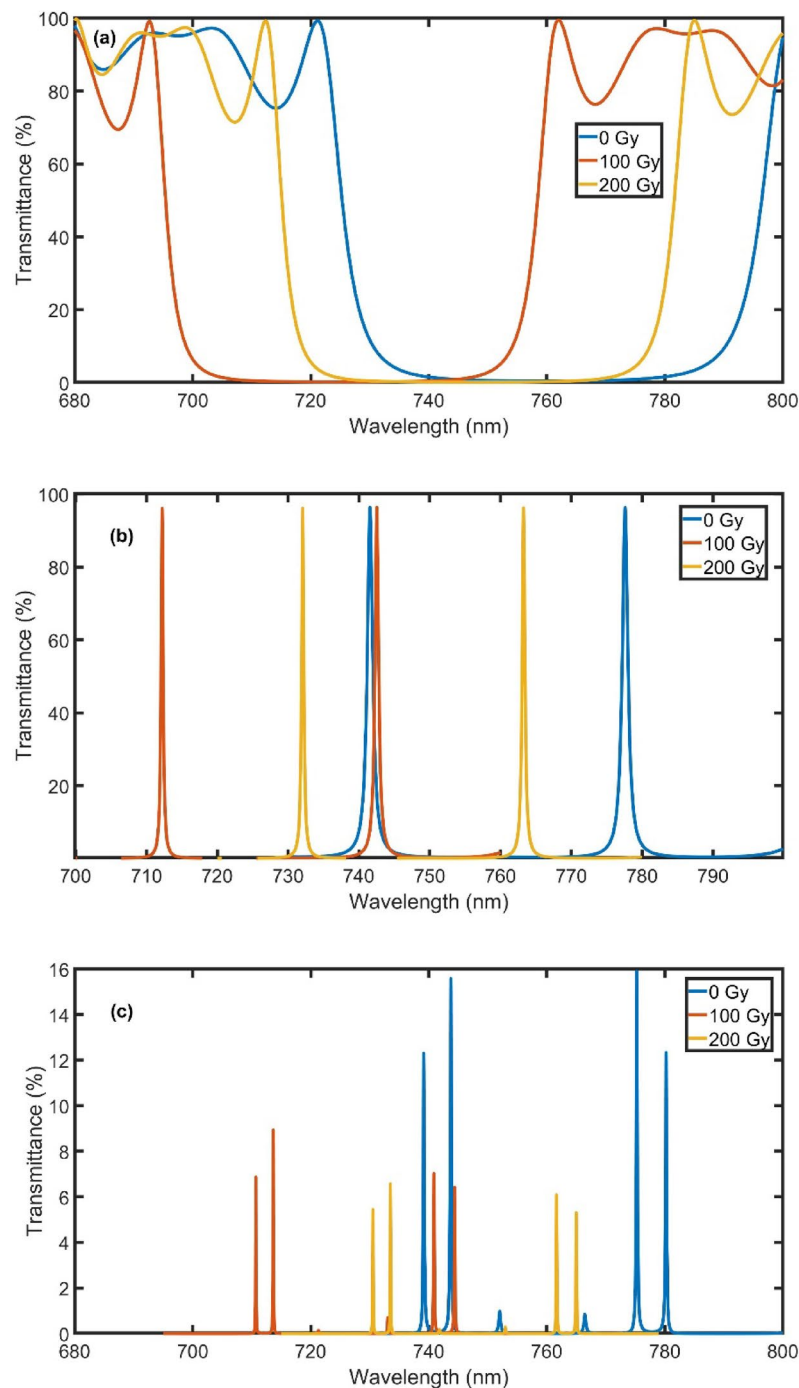 (a)
100
80
60
40
20
0
Transmittance (%)
0 Gy
100 Gy
200 Gy
680 700 720 740 760 780 800
Wavelength (nm)
(b)
100
80
60
40
20
Transmittance (%)
0 Gy
100 Gy
200 Gy
700 710 720 730 740 750 760 770 780 790
Wavelength (nm)
(c)
16
14
12
10
8
6
4
2
0
Transmittance (%)
0 Gy
100 Gy
200 Gy
680 700 720 740 760 780 800
Wavelength (nm)